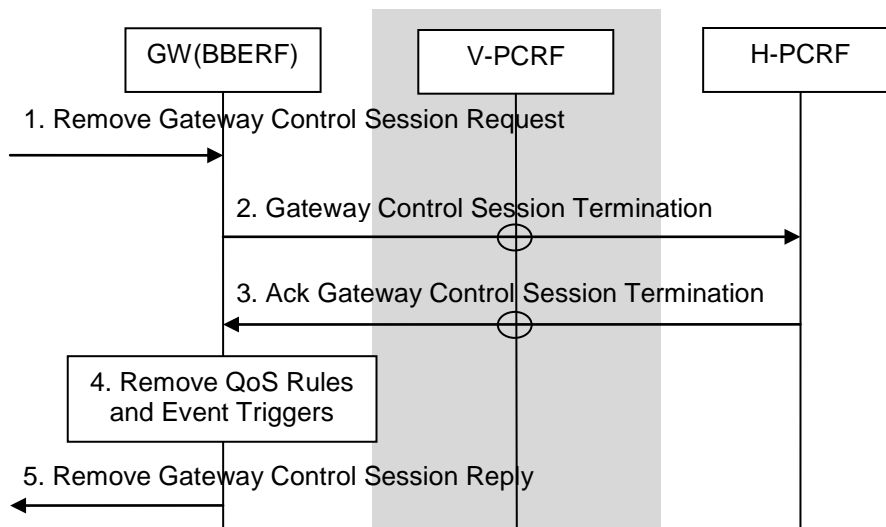 GW(BBERF)
V-PCRF
H-PCRF
1. Remove Gateway Control Session Request
2. Gateway Control Session Termination
3. Ack Gateway Control Session Termination
4. Remove QoS Rules
and Event Triggers
5. Remove Gateway Control Session Reply